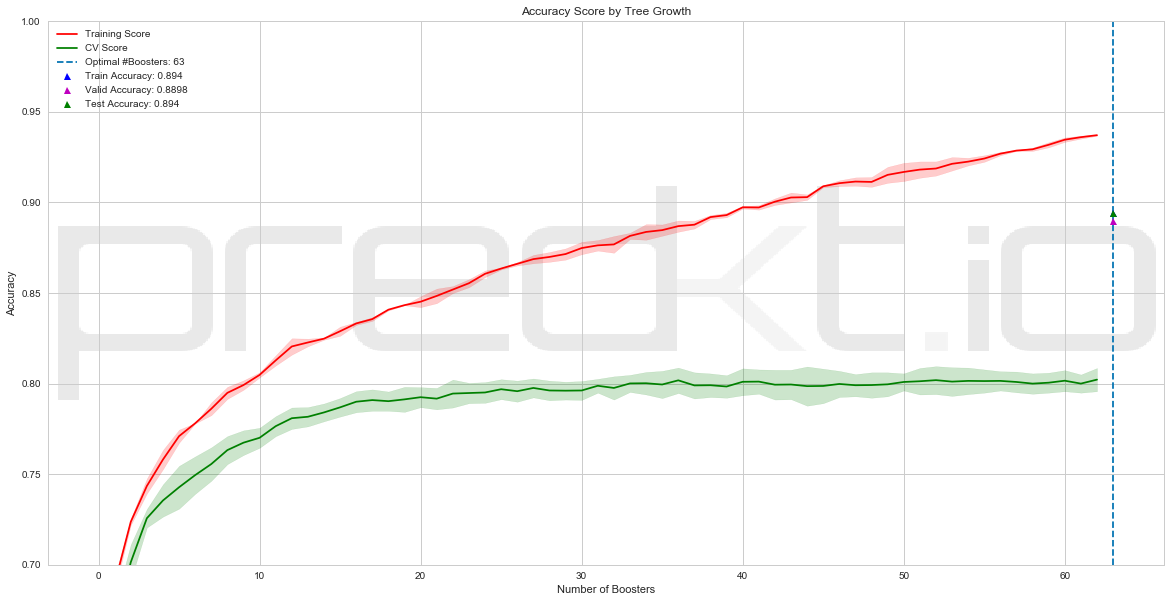 Accuracy Score by Tree Growth
1.00
0.95
0.90
0.85
0.80
0.75
0.70
Accuracy
Training Score
CV Score
Optimal #Boosters: 63
Train Accuracy: 0.894
Valid Accuracy: 0.8898
Test Accuracy: 0.894
predkt.io
0 10 20 30 40 50 60
Number of Boosters